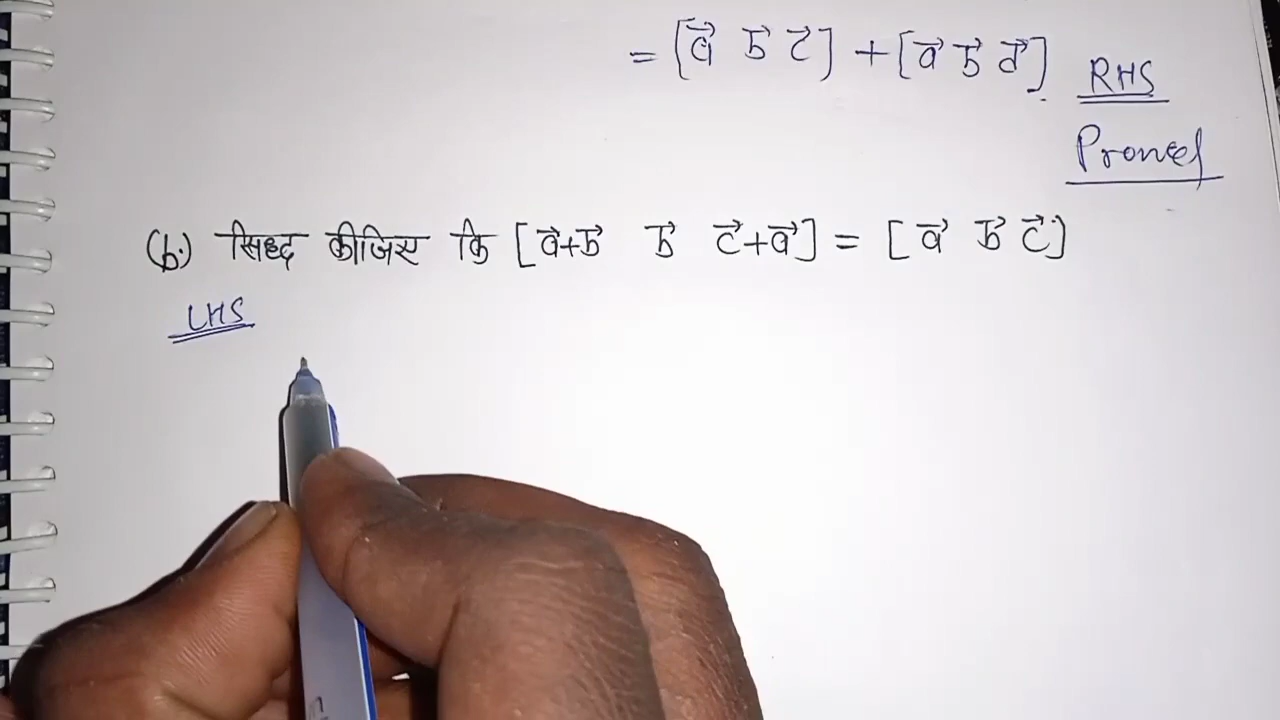 = [a⃗ b⃗ c⃗] + [a⃗ b⃗ d⃗] RHS
Proved
(b.) सिध्द कीजिए कि [a⃗+b⃗ b⃗ c⃗+a⃗] = [a⃗ b⃗ c⃗]
LHS